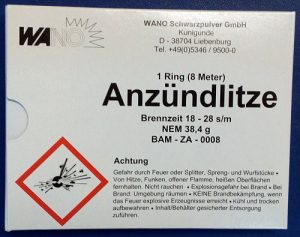 WANO
WANO Schwarzpulver GmbH
Kunigunde
D - 38704 Liebenburg
Tel. +49(0)5346 / 9500-0
1 Ring (8 Meter)
Anzündlitze
Brennzeit 18 - 28 s/m
NEM 38,4 g
BAM - ZA - 0008
Achtung
Gefahr durch Feuer oder Splitter, Spreng- und Wurfstücke •
Von Hitze, Funken, offener Flamme, heißen Oberflächen
fernhalten. Nicht rauchen • Explosionsgefahr bei Brand • Bei
Brand: Umgebung räumen • KEINE Brandbekämpfung, wenn
das Feuer explosive Erzeugnisse erreicht • Kühl und trocken
aufbewahren • Inhalt/Behälter gesicherter Entsorgung
zuführen.